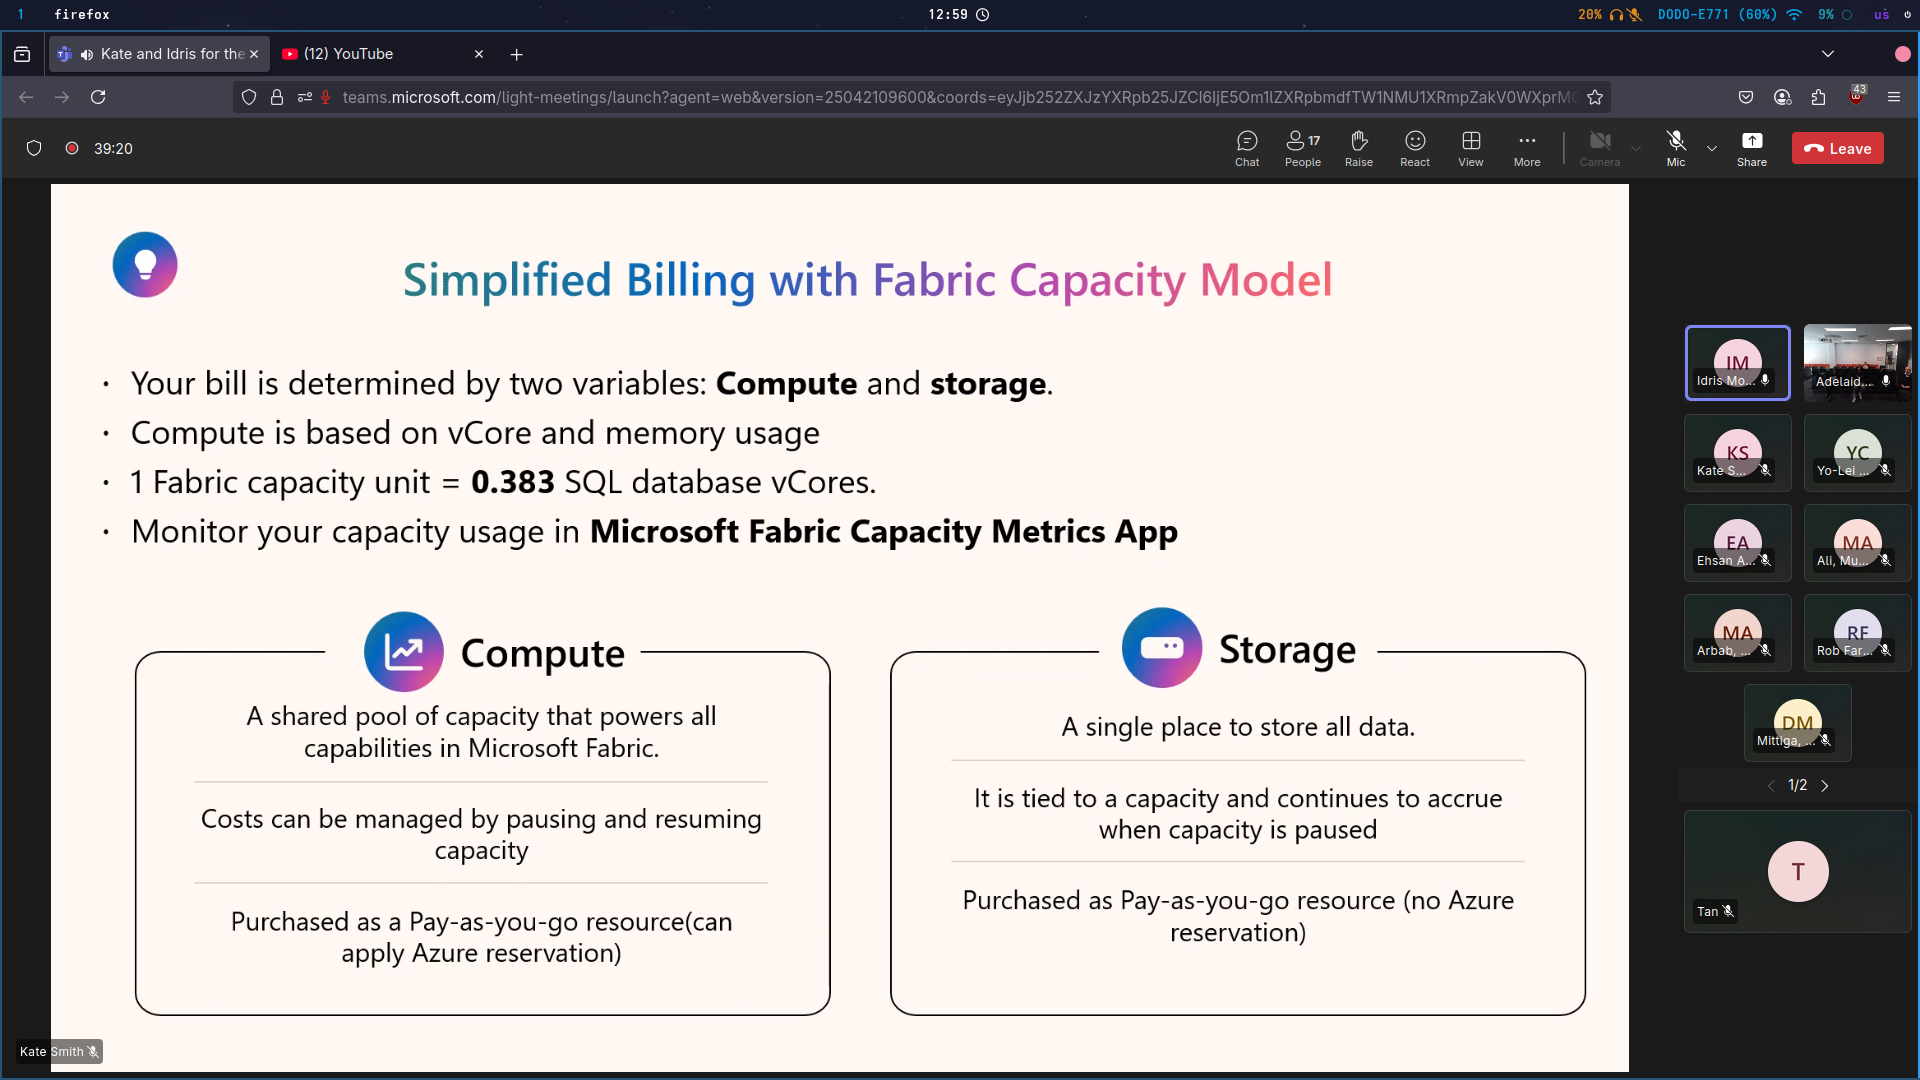 1 firefox 12:59 20% DODO-E771 (60%) 9% us
Kate and Idris for the (12) YouTube
teams.microsoft.com/light-meetings/launch?agent=web&version=25042109600&coords= 43
39:20 17
Chat People Raise React View More Camera Mic Share Leave
Simplified Billing with Fabric Capacity Model
· Your bill is determined by two variables: Compute and storage.
· Compute is based on vCore and memory usage
· 1 Fabric capacity unit = 0.383 SQL database vCores.
· Monitor your capacity usage in Microsoft Fabric Capacity Metrics App
Compute
A shared pool of capacity that powers all
capabilities in Microsoft Fabric.
Costs can be managed by pausing and resuming
capacity
Purchased as a Pay-as-you-go resource(can
apply Azure reservation)
Storage
A single place to store all data.
It is tied to a capacity and continues to accrue
when capacity is paused
Purchased as Pay-as-you-go resource (no Azure
reservation)
Kate Smith
IM
Idris Mo...
Adelaid...
KS
Kate S...
YC
Yo-Lei ...
EA
Ehsan A...
MA
Ali, Mu...
MA
Arbab, ...
RF
Rob Far...
DM
Mittiga, ...
1/2
T
Tan